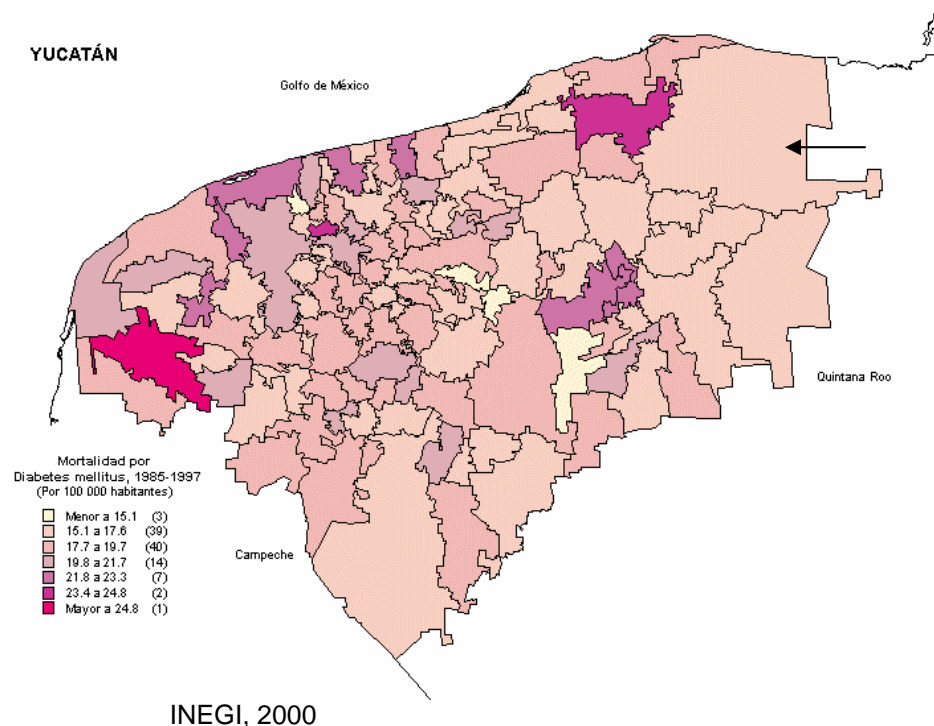 YUCATÁN
Golfo de México
Quintana Roo
Mortalidad por
Diabetes mellitus, 1985-1997
(Por 100 000 habitantes)
Menor a 15.1 (3)
15.1 a 17.6 (39)
17.7 a 19.7 (40)
19.8 a 21.7 (14)
21.8 a 23.3 (7)
23.4 a 24.8 (2)
Mayor a 24.8 (1)
Campeche
INEGI, 2000